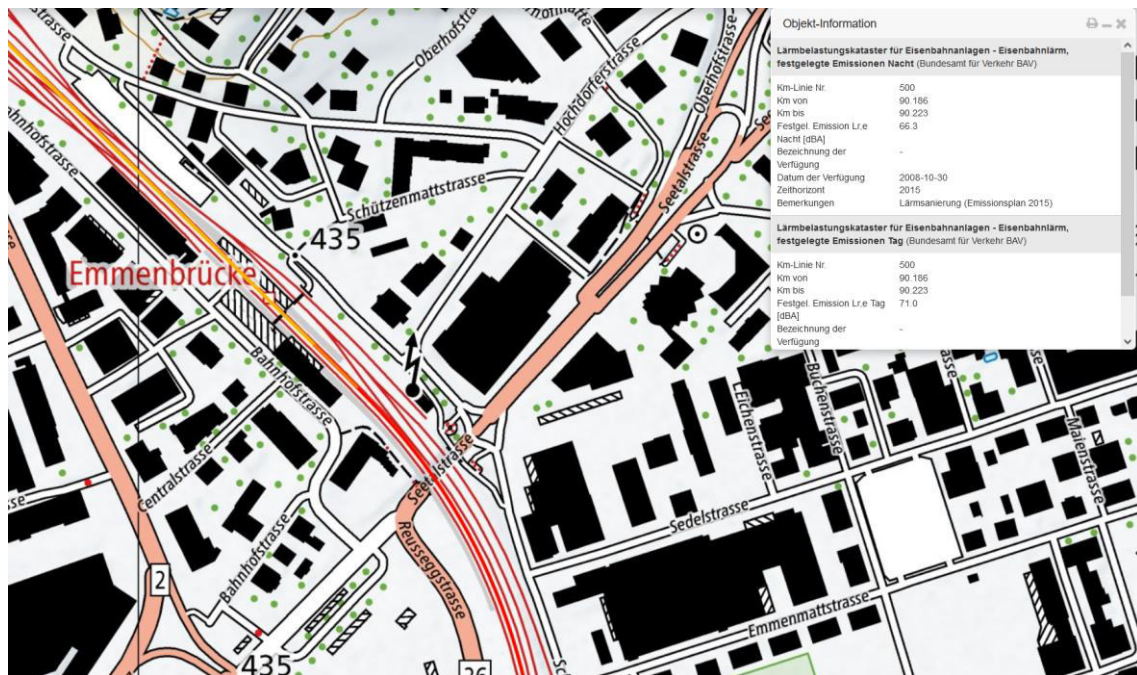 Objekt-Information
Lärmbelastungskataster für Eisenbahnanlagen - Eisenbahnlärm,
festgelegte Emissionen Nacht (Bundesamt für Verkehr BAV)
Km-Linie Nr. 500
Km von 90.186
Km bis 90.223
Festgel. Emission Lr,e 66.3
Nacht [dBA]
Bezeichnung der -
Verfügung
Datum der Verfügung 2008-10-30
Zeithorizont 2015
Bemerkungen Lärmsanierung (Emissionsplan 2015)
Lärmbelastungskataster für Eisenbahnanlagen - Eisenbahnlärm,
festgelegte Emissionen Tag (Bundesamt für Verkehr BAV)
Km-Linie Nr. 500
Km von 90.186
Km bis 90.223
Festgel. Emission Lr,e Tag 71.0
[dBA]
Bezeichnung der -
Verfügung
Oberhofstrasse
Hochdorferstrasse
Oberhofstrasse
Bahnhofstrasse
Schützenmattstrasse
Seetalstrasse
435
Emmenbrücke
Bahnhofstrasse
Centralstrasse
Seetalstrasse
Eichenstrasse
Buchenstrasse
Maienstrasse
Sedelstrasse
Bahnhofstrasse
Reusseggstrasse
2
Emmenmattstrasse
435
26